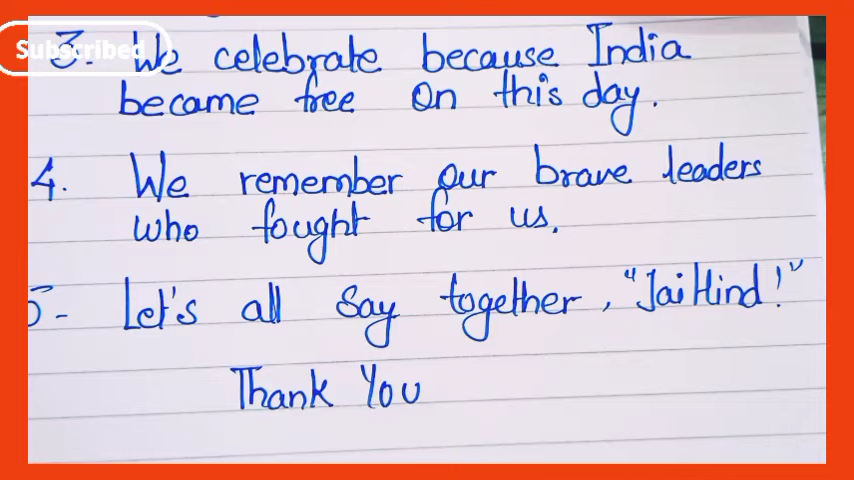 Subscribed
3. We celebrate because India
became free on this day.
4. We remember our brave leaders
who fought for us.
5- Let's all say together, "Jai Hind!"
Thank You